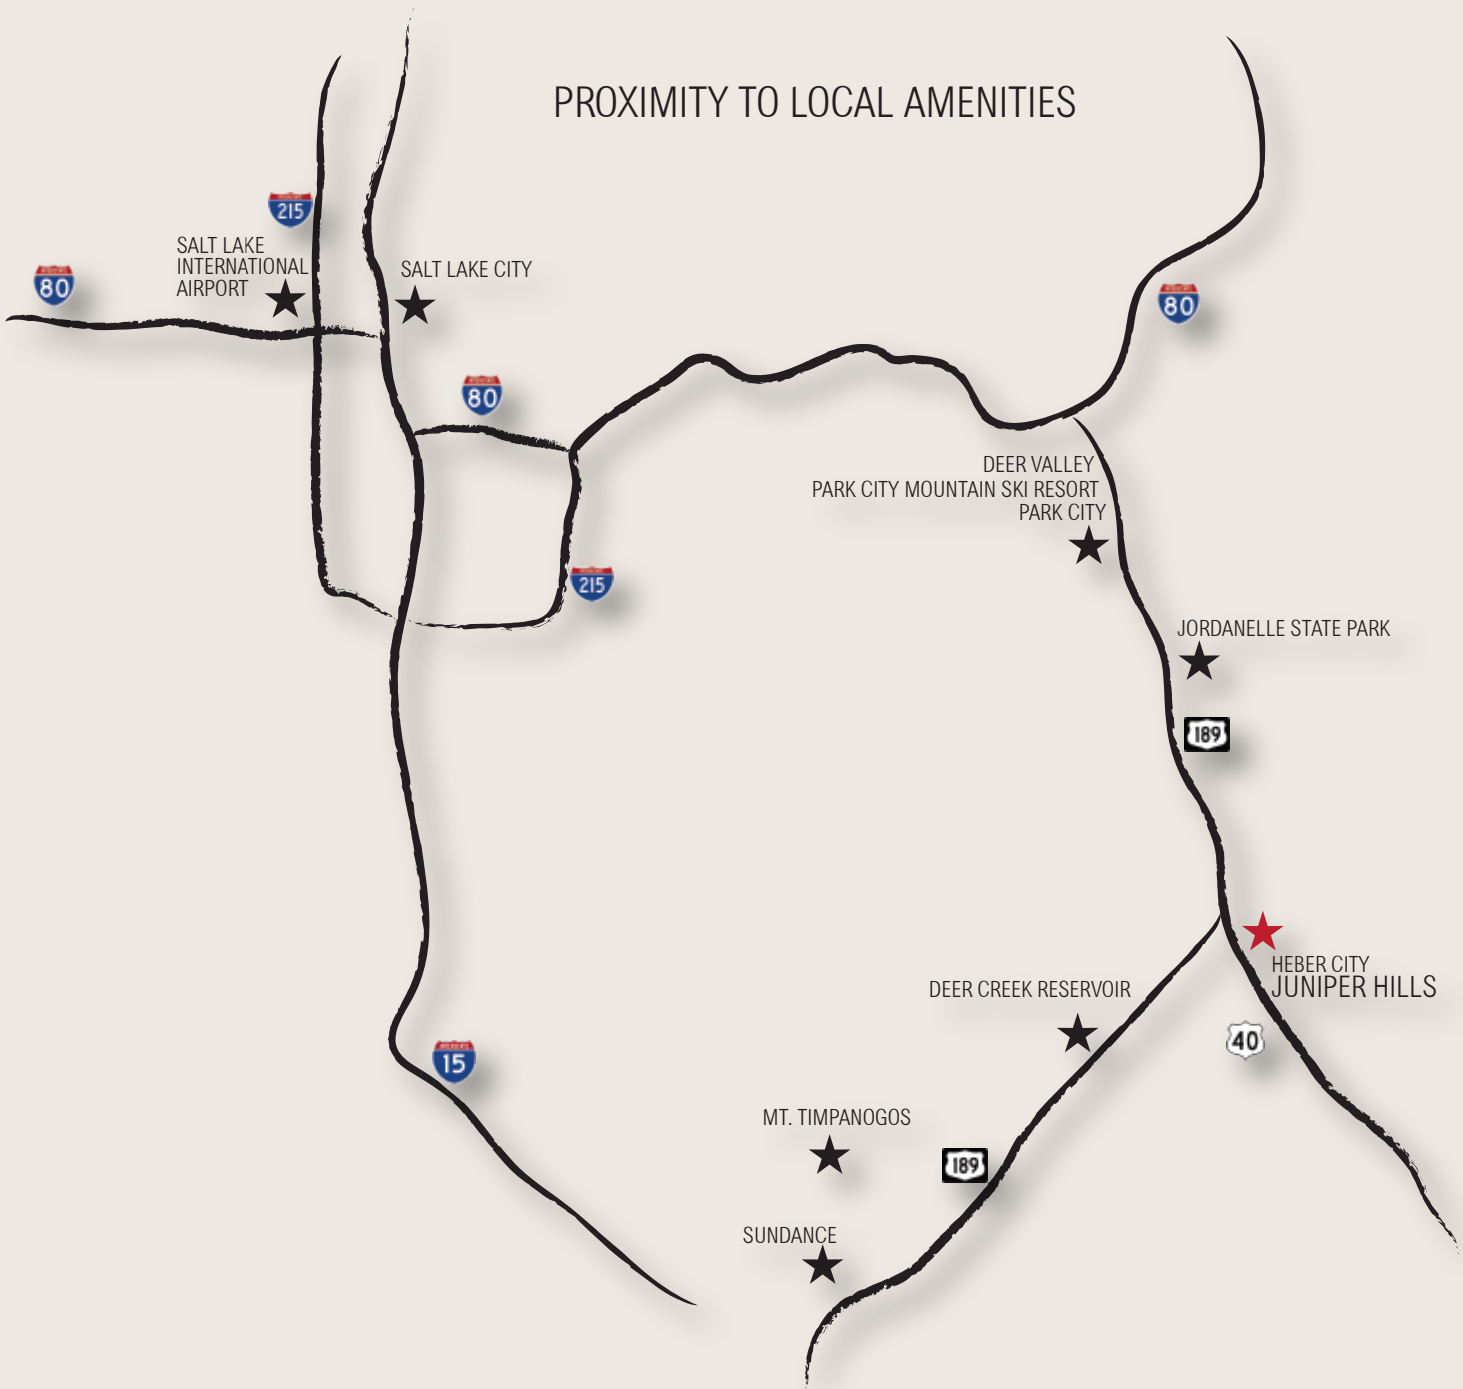 PROXIMITY TO LOCAL AMENITIES
215
SALT LAKE
INTERNATIONAL
AIRPORT
80
SALT LAKE CITY
80
80
DEER VALLEY
PARK CITY MOUNTAIN SKI RESORT
PARK CITY
215
JORDANELLE STATE PARK
189
HEBER CITY
JUNIPER HILLS
DEER CREEK RESERVOIR
40
15
MT. TIMPANOGOS
189
SUNDANCE